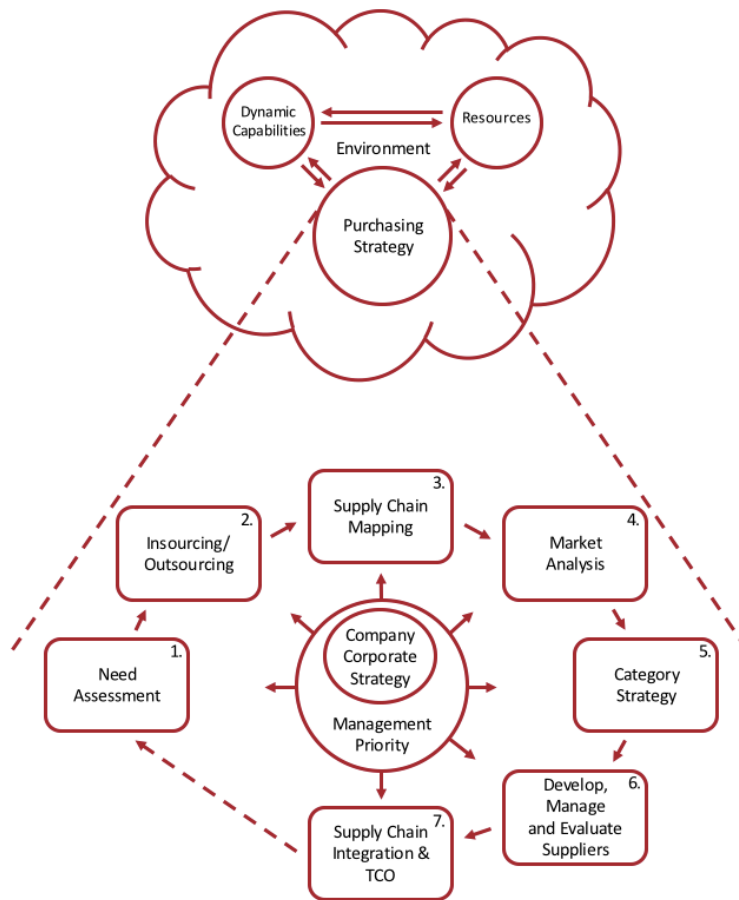 Dynamic
Capabilities
Resources
Environment
Purchasing
Strategy
1.
Need
Assessment
2.
Insourcing/
Outsourcing
3.
Supply Chain
Mapping
4.
Market
Analysis
5.
Category
Strategy
6.
Develop,
Manage
and Evaluate
Suppliers
7.
Supply Chain
Integration &
TCO
Company
Corporate
Strategy
Management
Priority